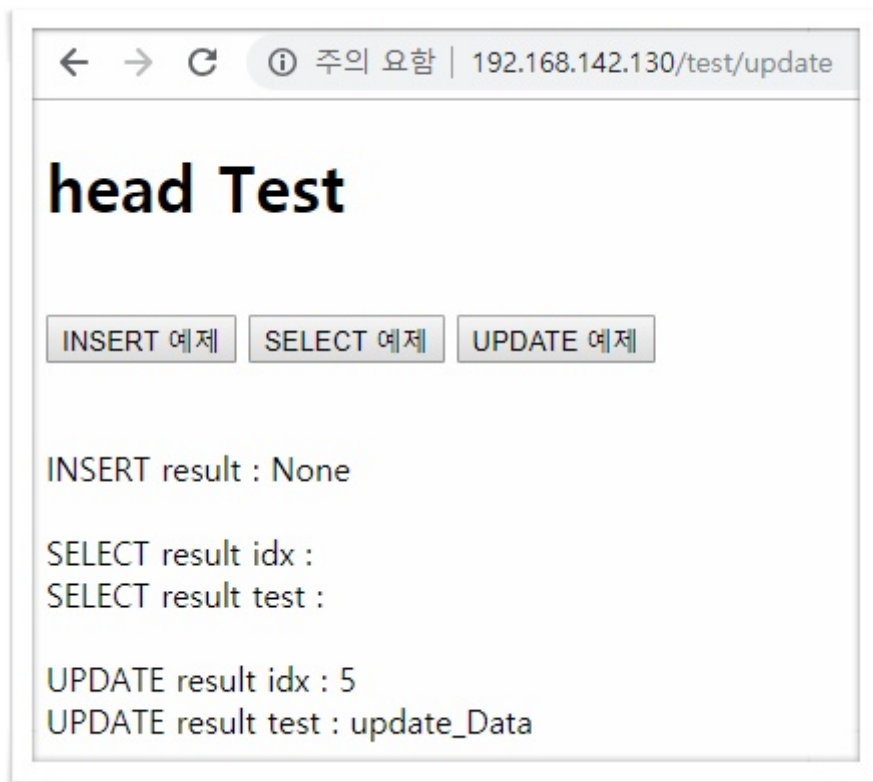 주의 요함 | 192.168.142.130/test/update
head Test
INSERT 예제 SELECT 예제 UPDATE 예제
INSERT result : None
SELECT result idx :
SELECT result test :
UPDATE result idx : 5
UPDATE result test : update_Data